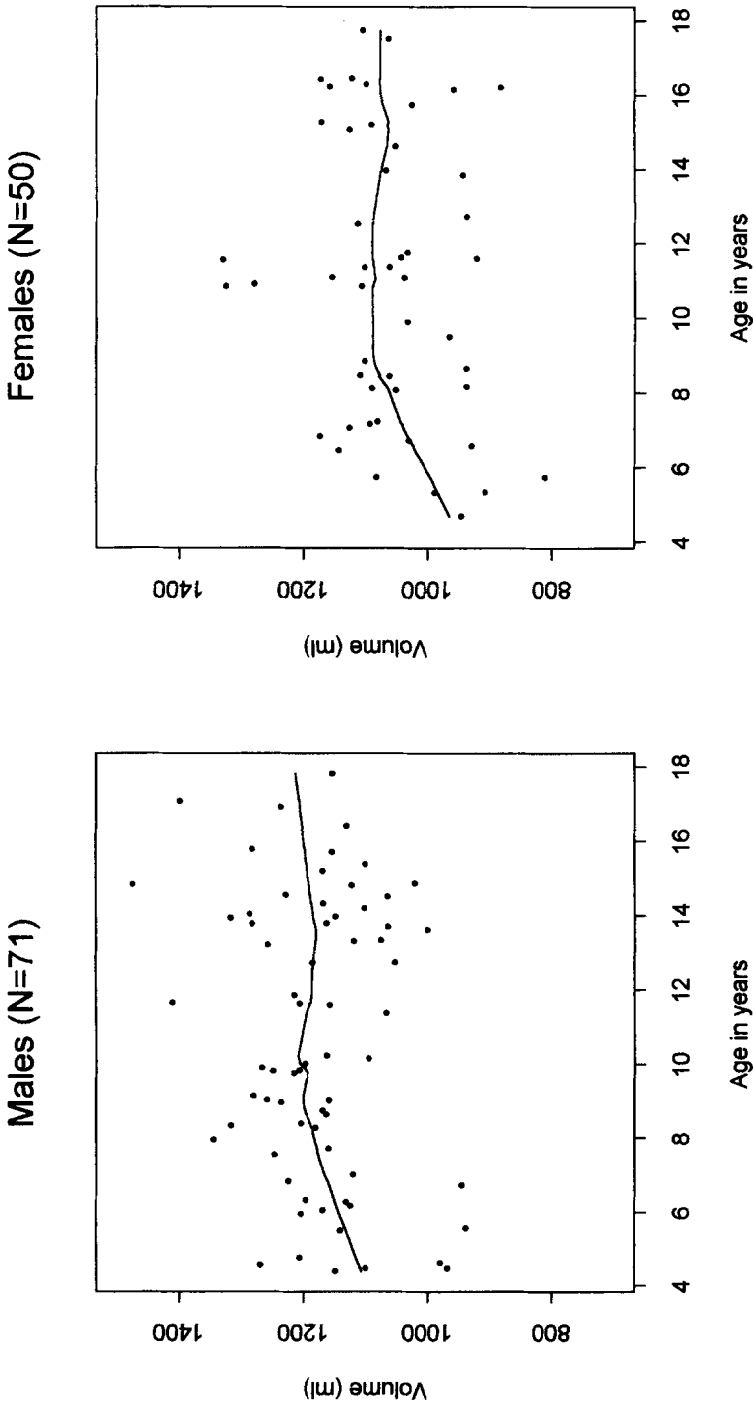 Males (N=71)
Volume (ml)
1400
1200
1000
800
4 6 8 10 12 14 16 18
Age in years
Females (N=50)
Volume (ml)
1400
1200
1000
800
4 6 8 10 12 14 16 18
Age in years